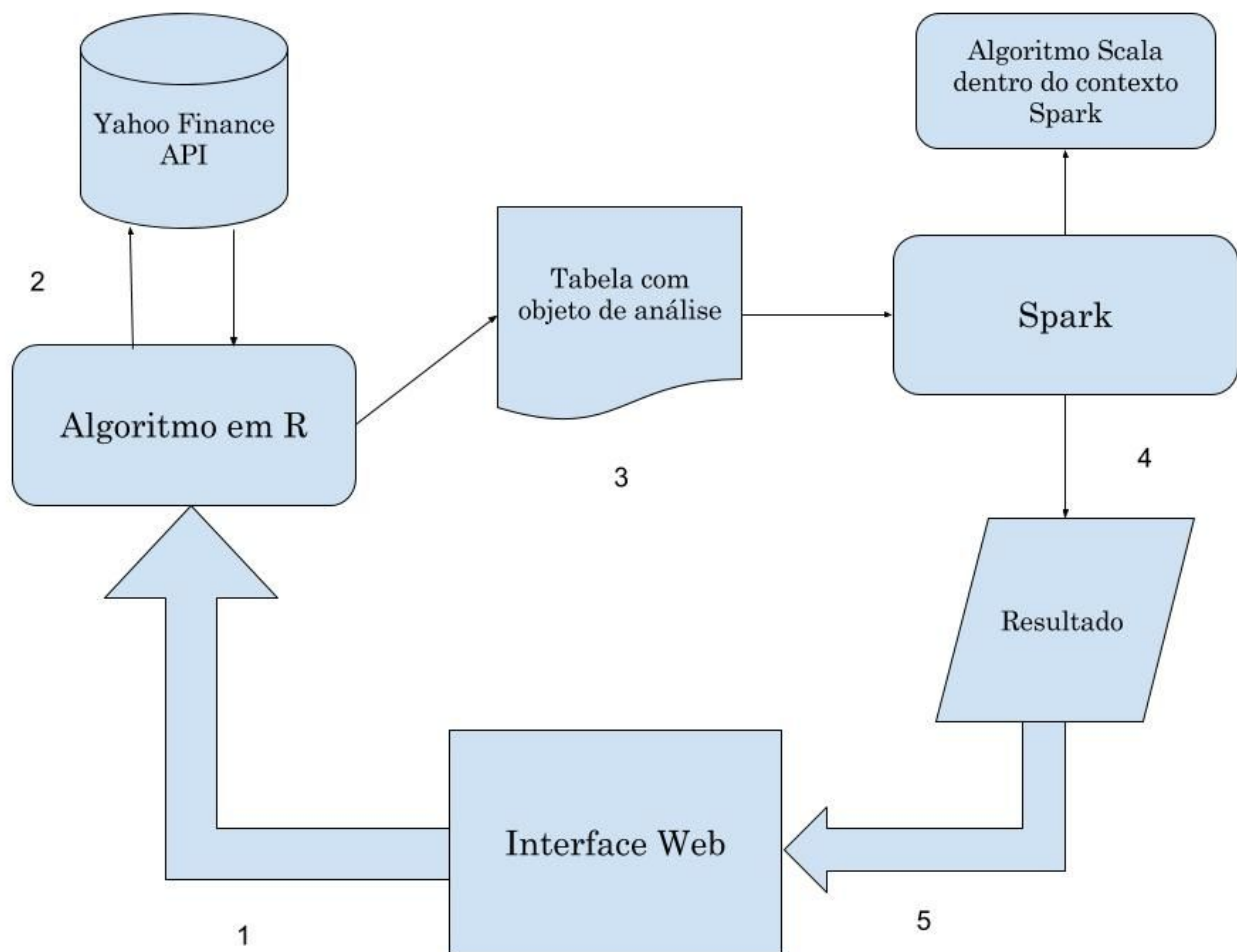 Yahoo Finance
API
Algoritmo Scala
dentro do contexto
Spark
2
Tabela com
objeto de análise
Spark
Algoritmo em R
3
4
Resultado
Interface Web
1
5